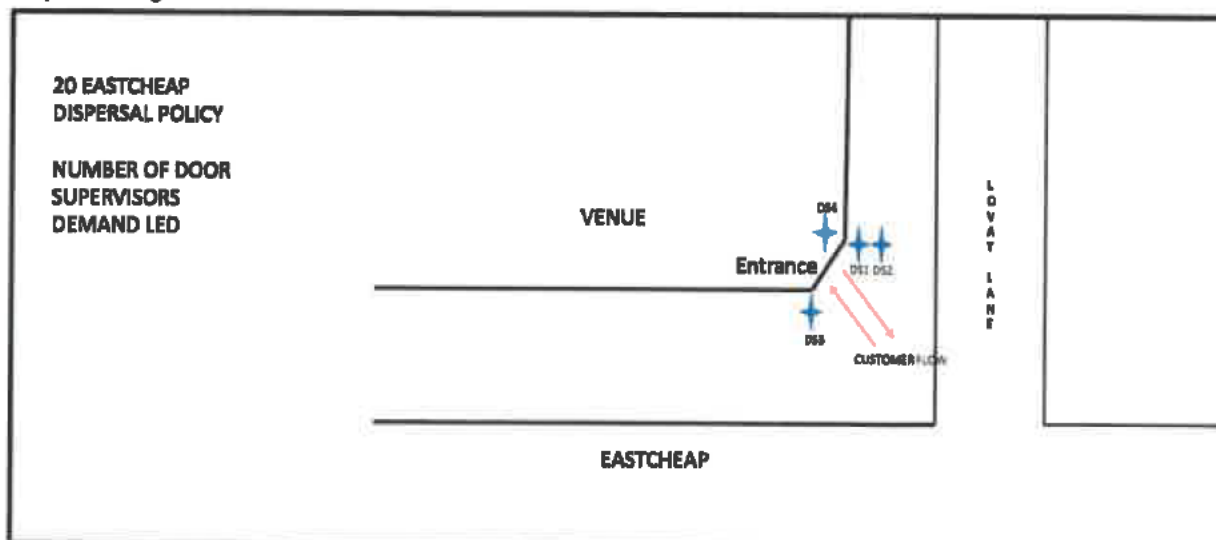 20 EASTCHEAP
DISPERSAL POLICY
NUMBER OF DOOR
SUPERVISORS
DEMAND LED
VENUE
DS4
Entrance
DS1 DS2
DS3
CUSTOMER FLOW
LOVAT LANE
EASTCHEAP